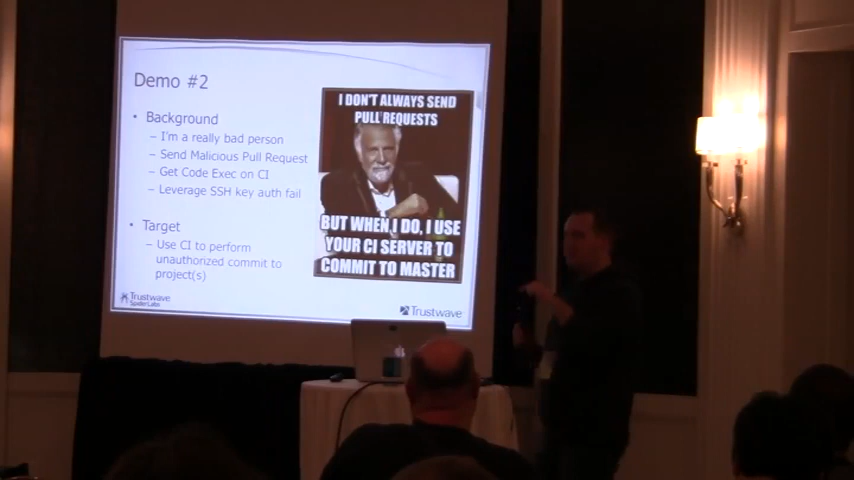 Demo #2
• Background
– I'm a really bad person
– Send Malicious Pull Request
– Get Code Exec on CI
– Leverage SSH key auth fail
• Target
– Use CI to perform
unauthorized commit to
project(s)
I DON'T ALWAYS SEND
PULL REQUESTS
BUT WHEN I DO, I USE
YOUR CI SERVER TO
COMMIT TO MASTER
Trustwave
SpiderLabs
Trustwave